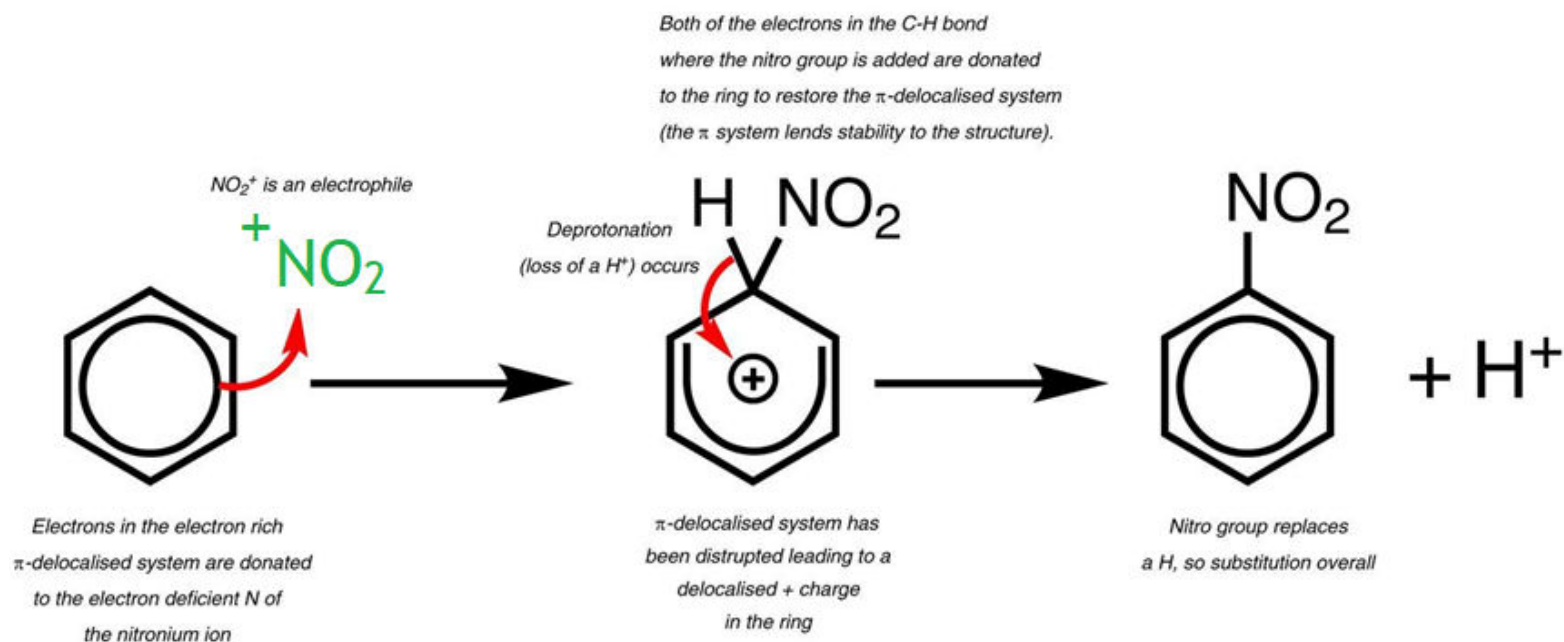 Both of the electrons in the C-H bond
where the nitro group is added are donated
to the ring to restore the π-delocalised system
(the π system lends stability to the structure).
NO₂⁺ is an electrophile
⁺NO₂
Deprotonation
(loss of a H⁺) occurs
H NO₂
+
NO₂
+ H⁺
Electrons in the electron rich
π-delocalised system are donated
to the electron deficient N of
the nitronium ion
π-delocalised system has
been distrupted leading to a
delocalised + charge
in the ring
Nitro group replaces
a H, so substitution overall